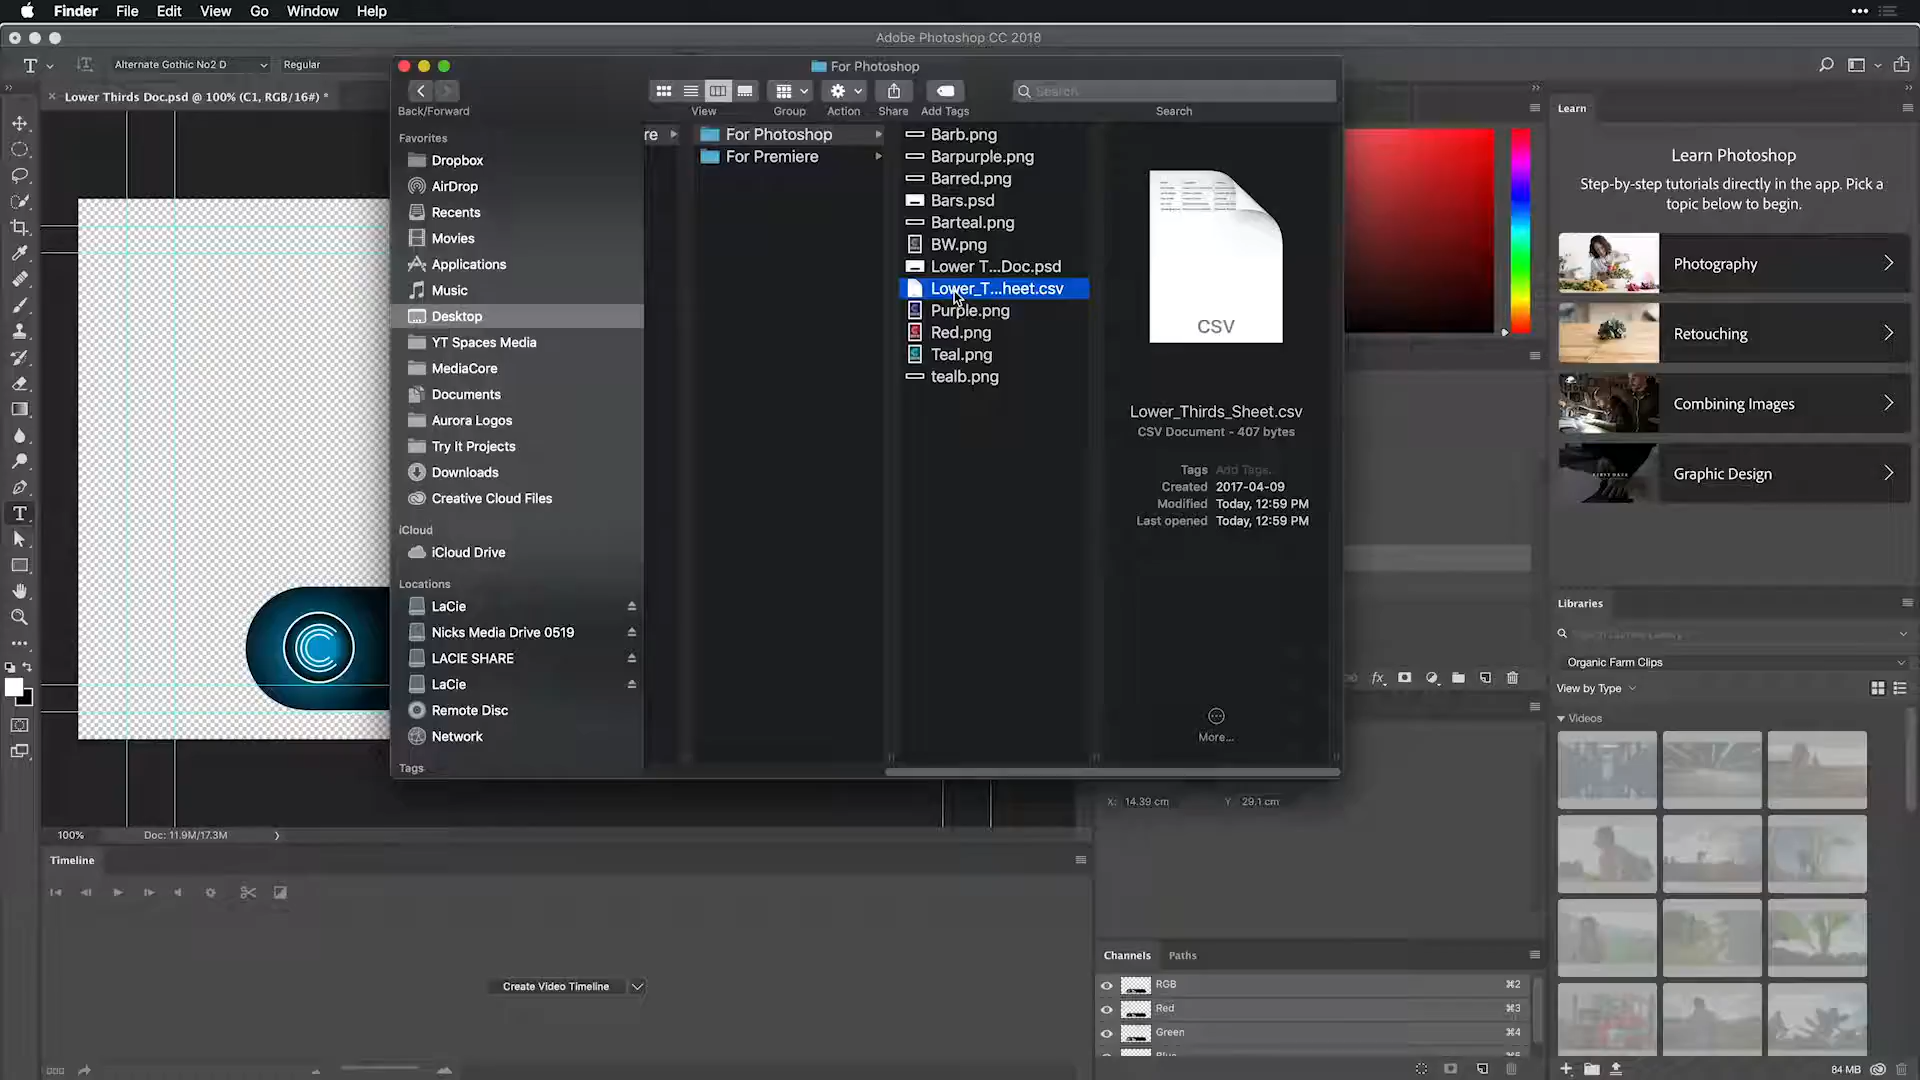 Finder File Edit View Go Window Help
Adobe Photoshop CC 2018
Alternate Gothic No2 D Regular
Lower Thirds Doc.psd @ 100% (C1, RGB/16#) *
For Photoshop
Back/Forward View Group Action Share Add Tags Search
Search
Favorites
Dropbox
AirDrop
Recents
Movies
Applications
Music
Desktop
YT Spaces Media
MediaCore
Documents
Aurora Logos
Try It Projects
Downloads
Creative Cloud Files
iCloud
iCloud Drive
Locations
LaCie
Nicks Media Drive 0519
LACIE SHARE
LaCie
Remote Disc
Network
Tags
re
For Photoshop
For Premiere
Barb.png
Barpurple.png
Barred.png
Bars.psd
Barteal.png
BW.png
Lower T...Doc.psd
Lower_T...heet.csv
Purple.png
Red.png
Teal.png
tealb.png
CSV
Lower_Thirds_Sheet.csv
CSV Document - 407 bytes
Tags Add Tags...
Created 2017-04-09
Modified Today, 12:59 PM
Last opened Today, 12:59 PM
More...
Learn
Learn Photoshop
Step-by-step tutorials directly in the app. Pick a
topic below to begin.
Photography
Retouching
Combining Images
Graphic Design
Libraries
Organic Farm Clips
View by Type
Videos
84 MB
X: 14.39 cm Y 29.1 cm
100% Doc: 11.9M/17.3M
Timeline
Create Video Timeline
Channels Paths
RGB ⌘2
Red ⌘3
Green ⌘4